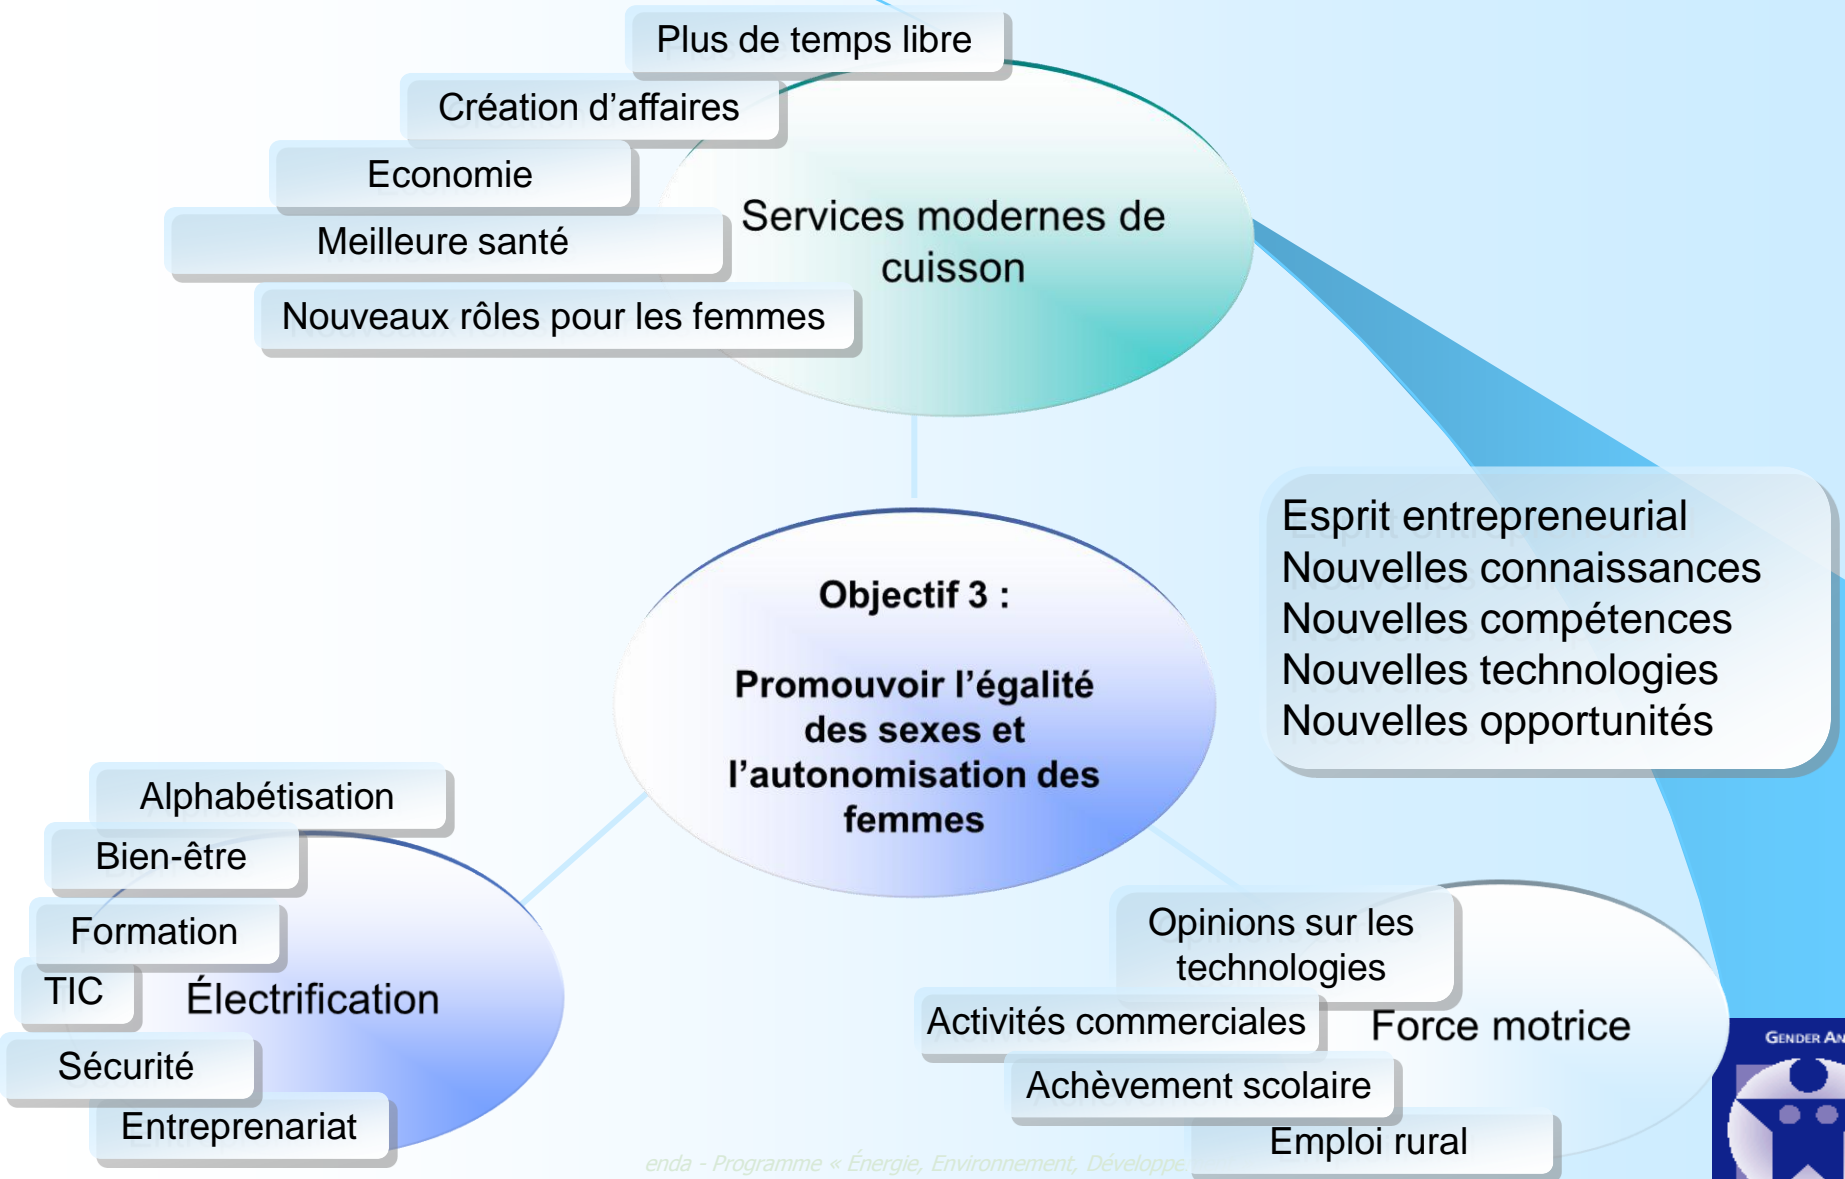 Plus de temps libre
Création d’affaires
Economie
Meilleure santé
Nouveaux rôles pour les femmes
Services modernes de
cuisson
Esprit entrepreneurial
Nouvelles connaissances
Nouvelles compétences
Nouvelles technologies
Nouvelles opportunités
Objectif 3 :
Promouvoir l’égalité
des sexes et
l’autonomisation des
femmes
Alphabétisation
Bien-être
Formation
TIC
Électrification
Sécurité
Entreprenariat
Opinions sur les
technologies
Activités commerciales
Force motrice
Achèvement scolaire
Emploi rural
GENDER AN
enda - Programme « Énergie, Environnement, Développe